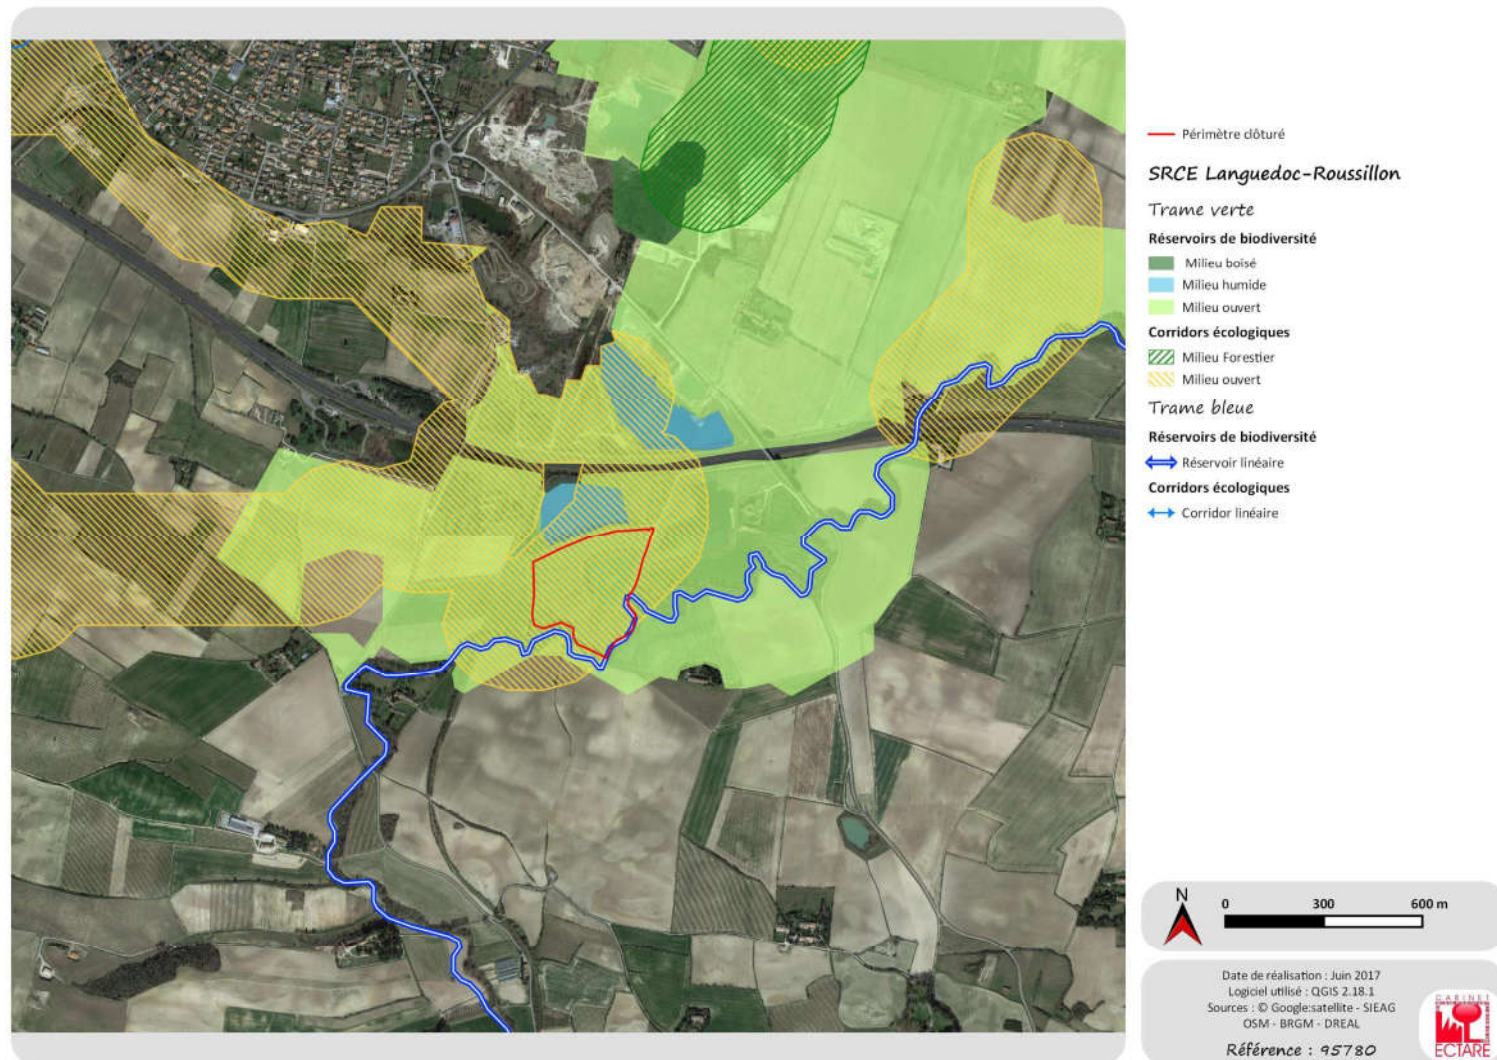 Périmètre clôturé
SRCE Languedoc-Roussillon
Trame verte
Réservoirs de biodiversité
Milieu boisé
Milieu humide
Milieu ouvert
Corridors écologiques
Milieu Forestier
Milieu ouvert
Trame bleue
Réservoirs de biodiversité
Réservoir linéaire
Corridors écologiques
Corridor linéaire
N
0 300 600 m
Date de réalisation : Juin 2017
Logiciel utilisé : QGIS 2.18.1
Sources : © Google:satellite - SIEAG
OSM - BRGM - DREAL
Référence : 95780
CABINET
ECTARE